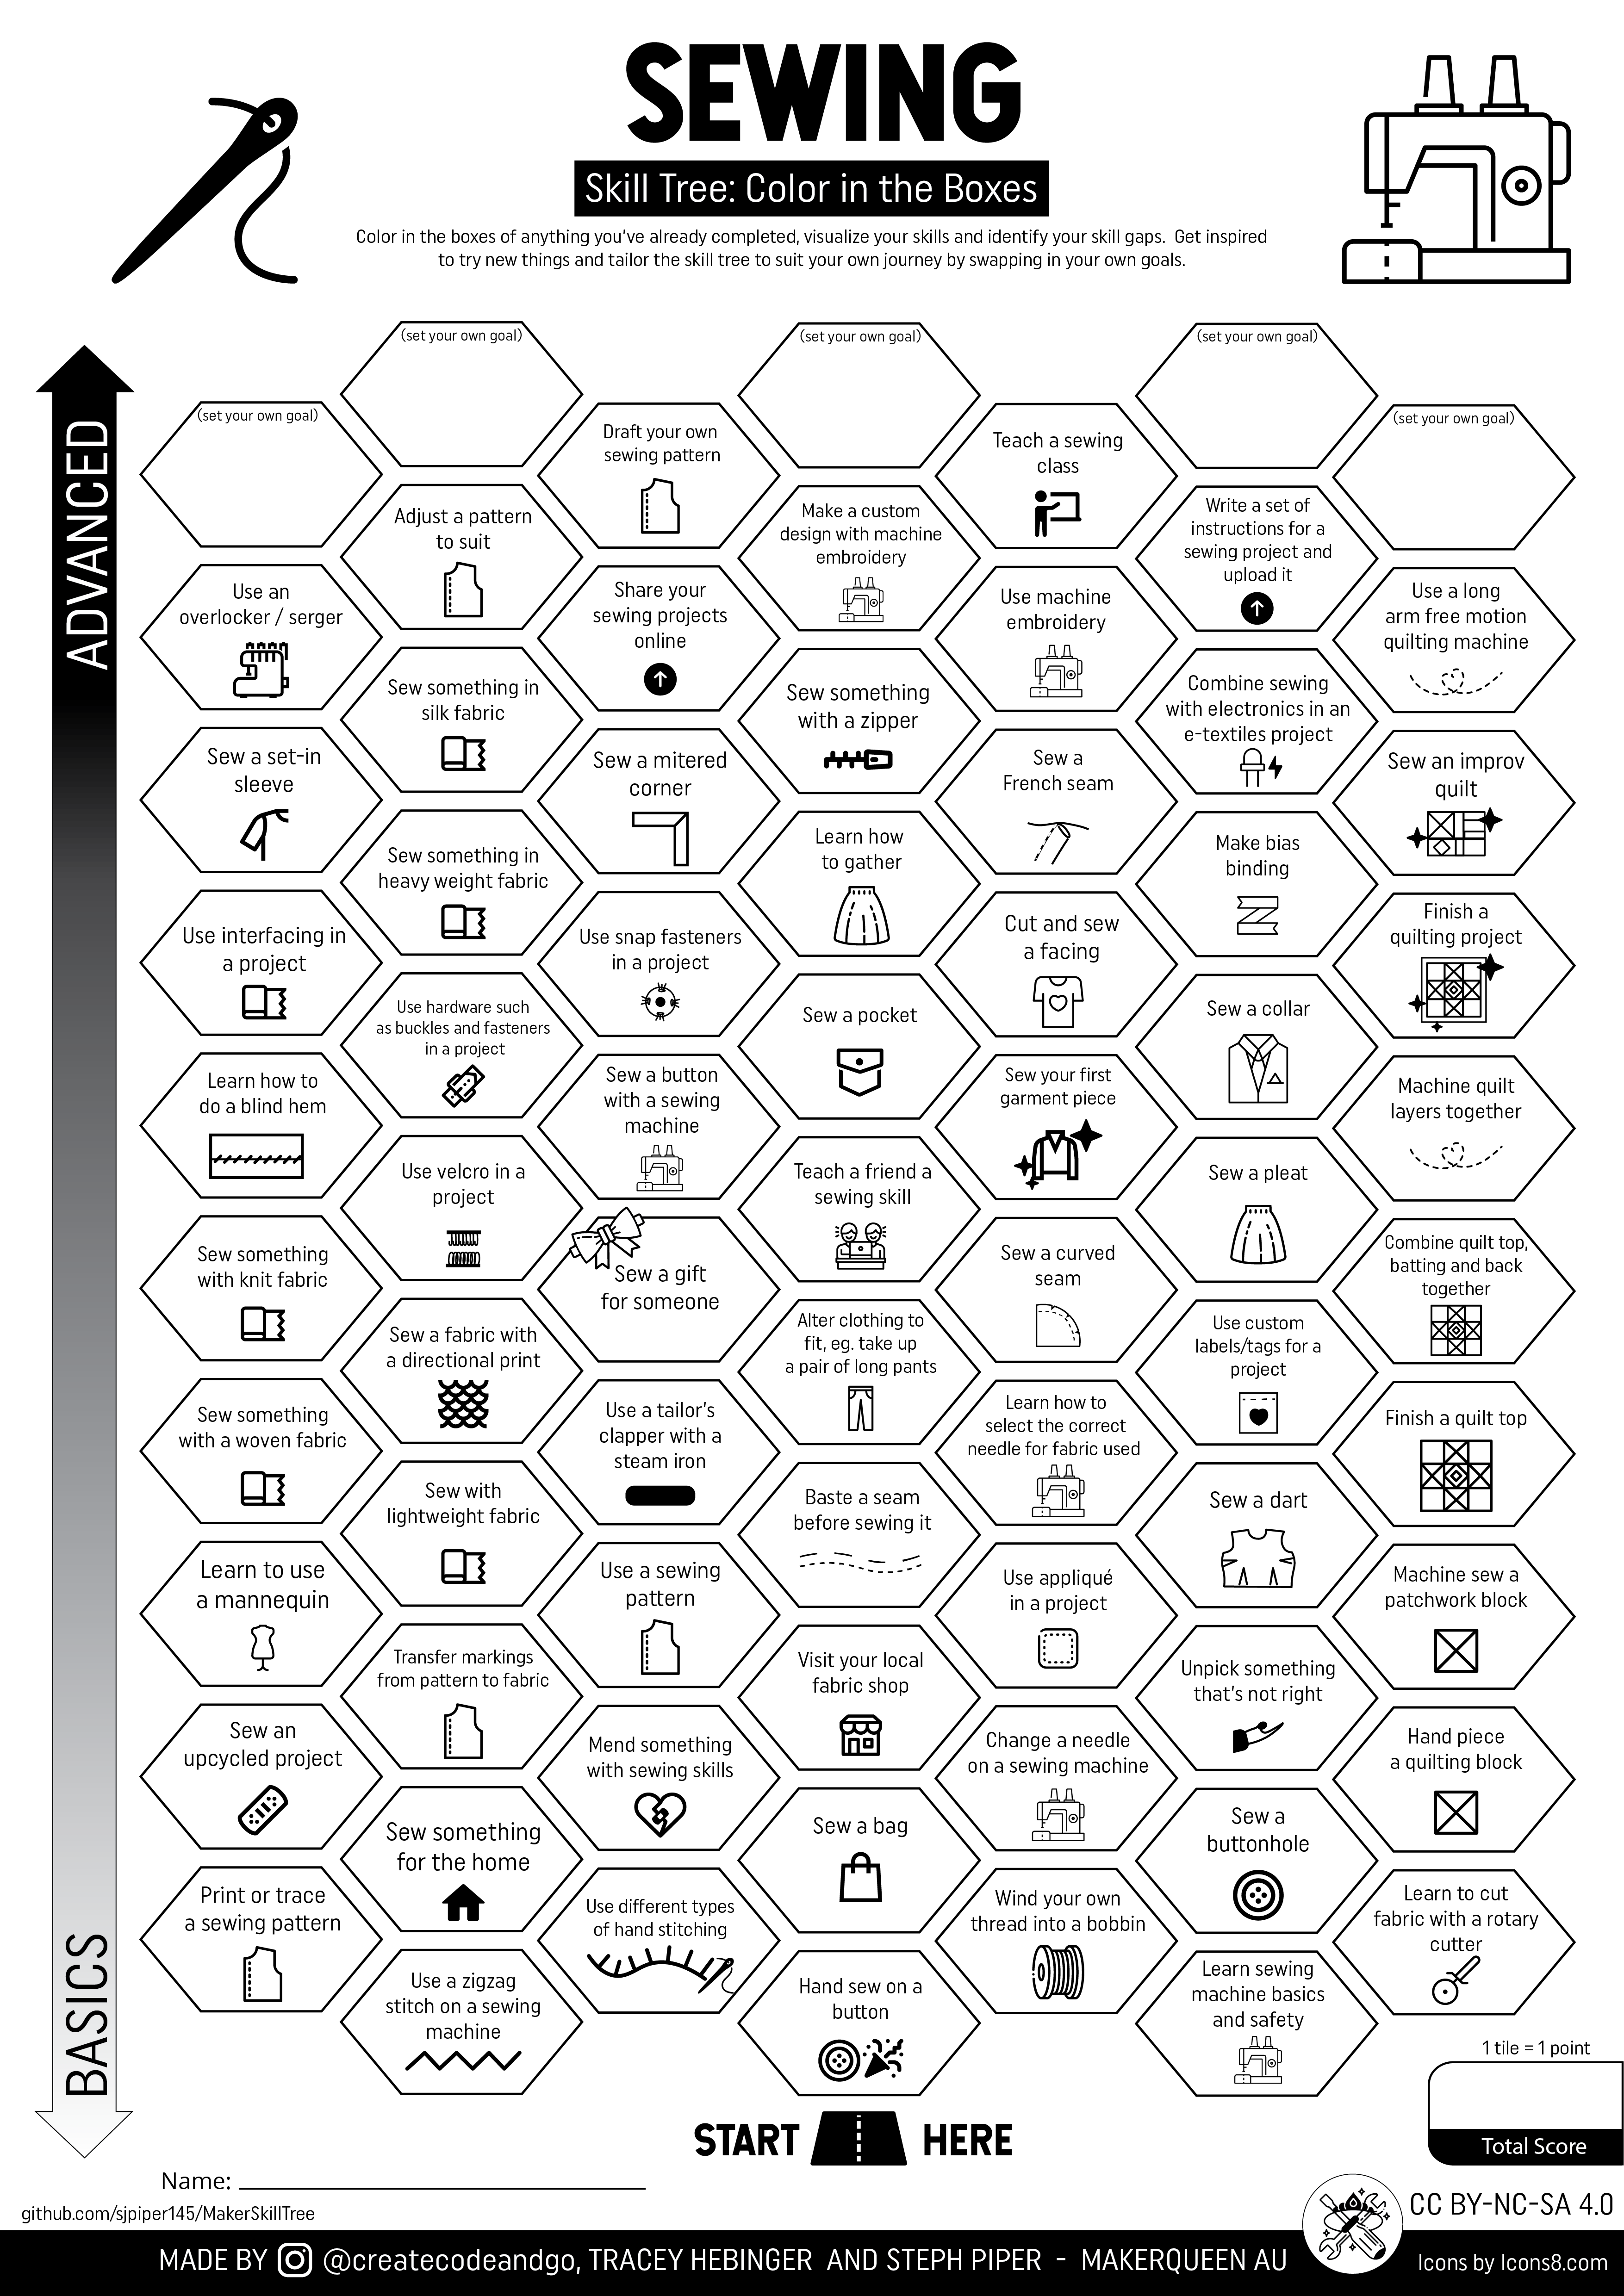 SEWING
Skill Tree: Color in the Boxes
Color in the boxes of anything you've already completed, visualize your skills and identify your skill gaps.  Get inspired
to try new things and tailor the skill tree to suit your own journey by swapping in your own goals.
ADVANCED
BASICS
(set your own goal)
(set your own goal)
(set your own goal)
(set your own goal)
(set your own goal)
Draft your own
sewing pattern
Teach a sewing
class
Adjust a pattern
to suit
Make a custom
design with machine
embroidery
Write a set of
instructions for a
sewing project and
upload it
Use an
overlocker / serger
Share your
sewing projects
online
Use machine
embroidery
Use a long
arm free motion
quilting machine
Sew something in
silk fabric
Sew something
with a zipper
Combine sewing
with electronics in an
e-textiles project
Sew a set-in
sleeve
Sew a mitered
corner
Sew a
French seam
Sew an improv
quilt
Sew something in
heavy weight fabric
Learn how
to gather
Make bias
binding
Use interfacing in
a project
Use snap fasteners
in a project
Cut and sew
a facing
Finish a
quilting project
Use hardware such
as buckles and fasteners
in a project
Sew a pocket
Sew a collar
Learn how to
do a blind hem
Sew a button
with a sewing
machine
Sew your first
garment piece
Machine quilt
layers together
Use velcro in a
project
Teach a friend a
sewing skill
Sew a pleat
Sew something
with knit fabric
Sew a gift
for someone
Sew a curved
seam
Combine quilt top,
batting and back
together
Sew a fabric with
a directional print
Alter clothing to
fit, eg. take up
a pair of long pants
Use custom
labels/tags for a
project
Sew something
with a woven fabric
Use a tailor's
clapper with a
steam iron
Learn how to
select the correct
needle for fabric used
Finish a quilt top
Sew with
lightweight fabric
Baste a seam
before sewing it
Sew a dart
Learn to use
a mannequin
Use a sewing
pattern
Use appliqué
in a project
Machine sew a
patchwork block
Transfer markings
from pattern to fabric
Visit your local
fabric shop
Unpick something
that's not right
Sew an
upcycled project
Mend something
with sewing skills
Change a needle
on a sewing machine
Hand piece
a quilting block
Sew something
for the home
Sew a bag
Sew a
buttonhole
Print or trace
a sewing pattern
Use different types
of hand stitching
Wind your own
thread into a bobbin
Learn to cut
fabric with a rotary
cutter
Use a zigzag
stitch on a sewing
machine
Hand sew on a
button
Learn sewing
machine basics
and safety
1 tile = 1 point
Total Score
START HERE
Name:
github.com/sjpiper145/MakerSkillTree
CC BY-NC-SA 4.0
MADE BY @createcodeandgo, TRACEY HEBINGER  AND STEPH PIPER  -  MAKERQUEEN AU
Icons by Icons8.com